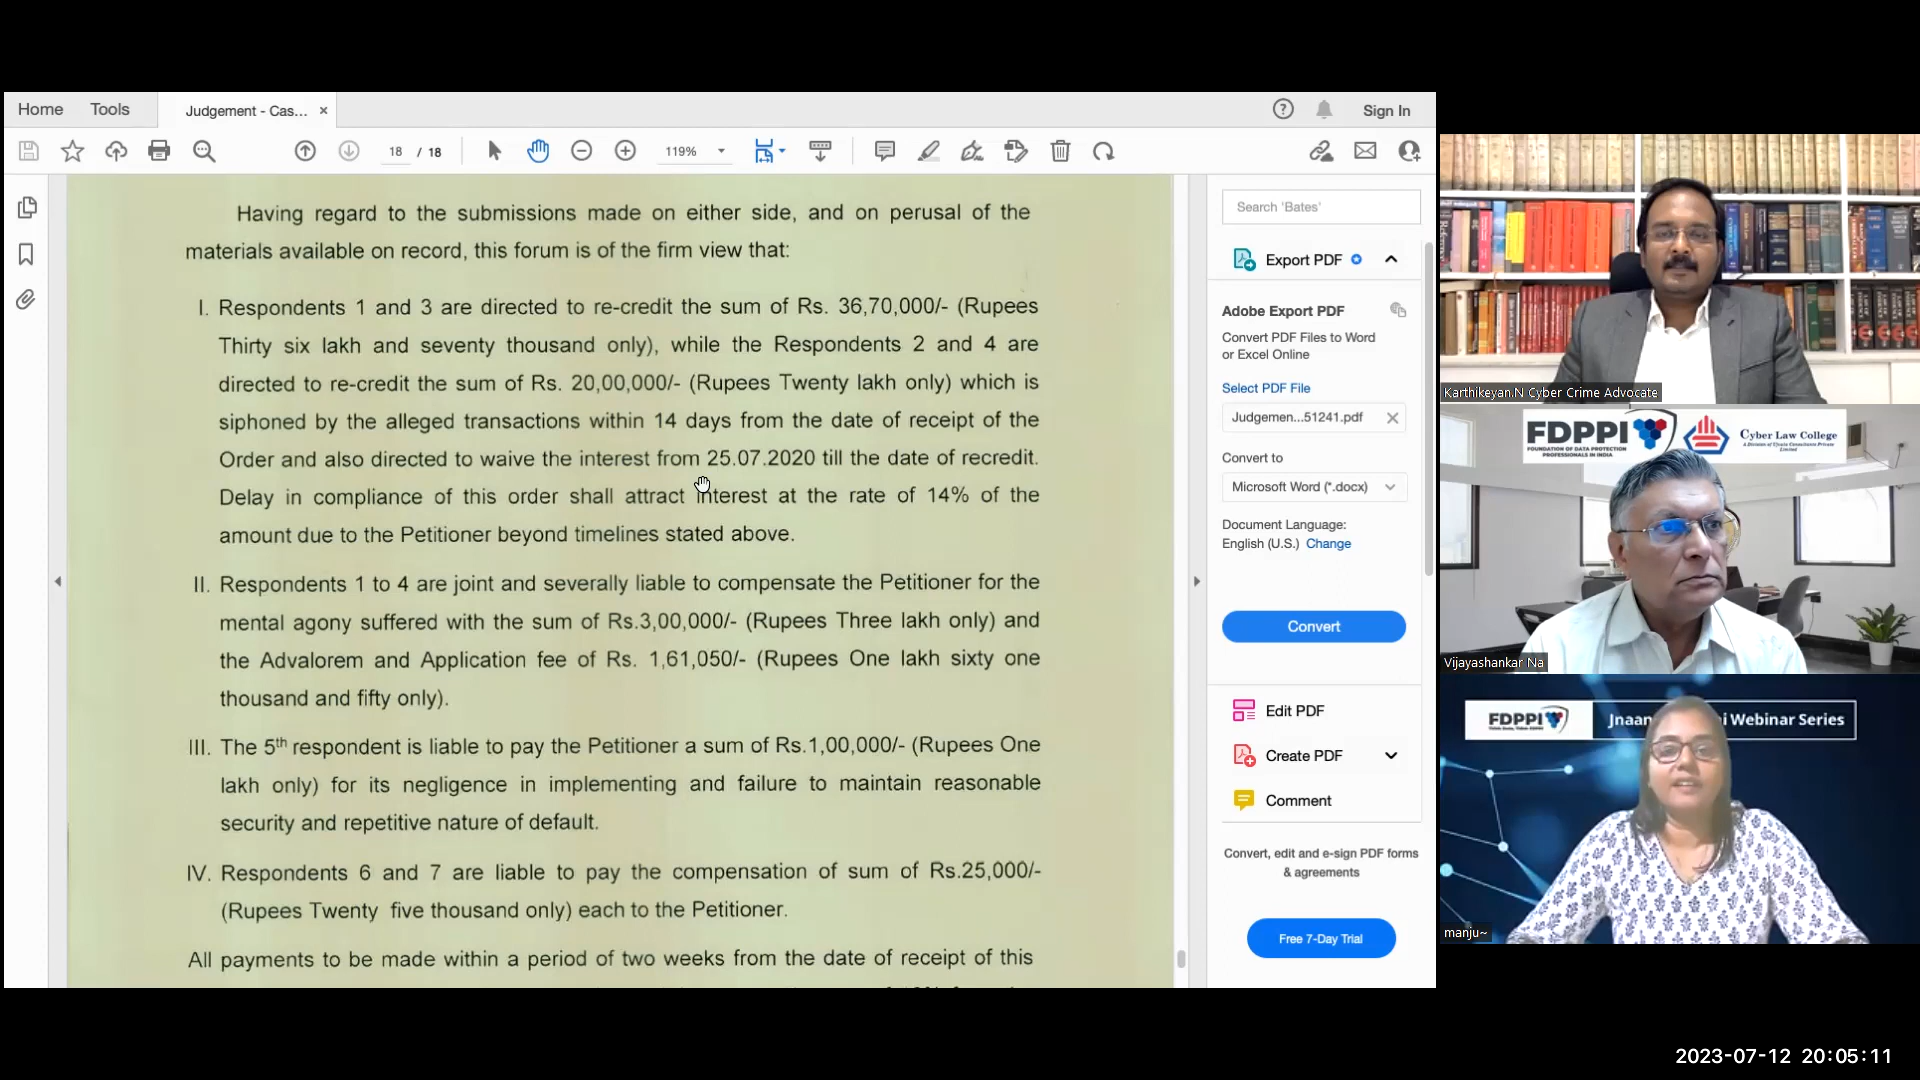 Home
Tools
Judgement - Cas...
Sign In
18 / 18
119%
Having regard to the submissions made on either side, and on perusal of the
materials available on record, this forum is of the firm view that:
I. Respondents 1 and 3 are directed to re-credit the sum of Rs. 36,70,000/- (Rupees
Thirty six lakh and seventy thousand only), while the Respondents 2 and 4 are
directed to re-credit the sum of Rs. 20,00,000/- (Rupees Twenty lakh only) which is
siphoned by the alleged transactions within 14 days from the date of receipt of the
Order and also directed to waive the interest from 25.07.2020 till the date of recredit.
Delay in compliance of this order shall attract interest at the rate of 14% of the
amount due to the Petitioner beyond timelines stated above.
II. Respondents 1 to 4 are joint and severally liable to compensate the Petitioner for the
mental agony suffered with the sum of Rs.3,00,000/- (Rupees Three lakh only) and
the Advalorem and Application fee of Rs. 1,61,050/- (Rupees One lakh sixty one
thousand and fifty only).
III. The 5th respondent is liable to pay the Petitioner a sum of Rs.1,00,000/- (Rupees One
lakh only) for its negligence in implementing and failure to maintain reasonable
security and repetitive nature of default.
IV. Respondents 6 and 7 are liable to pay the compensation of sum of Rs.25,000/-
(Rupees Twenty five thousand only) each to the Petitioner.
All payments to be made within a period of two weeks from the date of receipt of this
Search 'Bates'
Export PDF
Adobe Export PDF
Convert PDF Files to Word
or Excel Online
Select PDF File
Judgemen...51241.pdf
Convert to
Microsoft Word (*.docx)
Document Language:
English (U.S.) Change
Convert
Edit PDF
Create PDF
Comment
Convert, edit and e-sign PDF forms
& agreements
Free 7-Day Trial
Karthikeyan.N Cyber Crime Advocate
FDPPI
FOUNDATION OF DATA PROTECTION
PROFESSIONALS IN INDIA
Cyber Law College
Vijayashankar Na
FDPPI
Jnaan i Webinar Series
manju~
2023-07-12 20:05:11